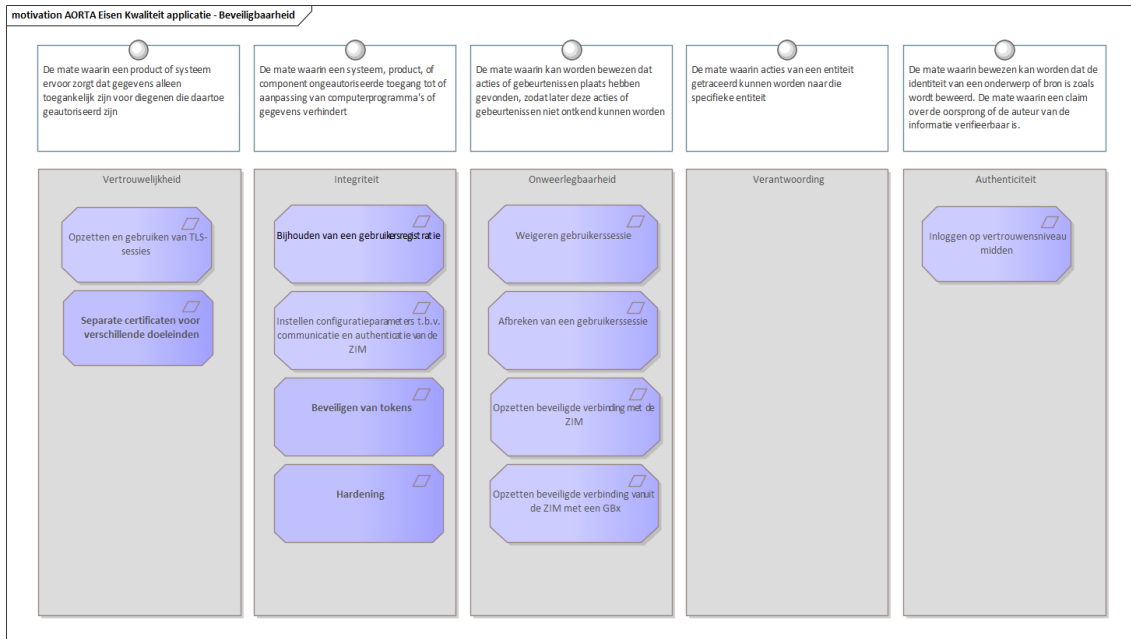 motivation AORTA Eisen Kwaliteit applicatie - Beveiligbaarheid
De mate waarin een product of systeem
ervoor zorgt dat gegevens alleen
toegankelijk zijn voor diegenen die daartoe
geautoriseerd zijn
De mate waarin een systeem, product, of
component ongeautoriseerde toegang tot of
aanpassing van computerprogramma's of
gegevens verhindert
De mate waarin kan worden bewezen dat
acties of gebeurtenissen plaats hebben
gevonden, zodat later deze acties of
gebeurtenissen niet ontkend kunnen worden
De mate waarin acties van een entiteit
getraceerd kunnen worden naar die
specifieke entiteit
De mate waarin bewezen kan worden dat de
identiteit van een onderwerp of bron is zoals
wordt beweerd. De mate waarin een claim
over de oorsprong of de auteur van de
informatie verifieerbaar is.
Vertrouwelijkheid
Opzetten en gebruiken van TLS-
sessies
Separate certificaten voor
verschillende doeleinden
Integriteit
Bijhouden van een gebruikersregistratie
Instellen configuratieparameters t.b.v.
communicatie en authenticatie van de
ZIM
Beveiligen van tokens
Hardening
Onweerlegbaarheid
Weigeren gebruikerssessie
Afbreken van een gebruikerssessie
Opzetten beveiligde verbinding met de
ZIM
Opzetten beveiligde verbinding vanuit
de ZIM met een GBx
Verantwoording
Authenticiteit
Inloggen op vertrouwensniveau
midden